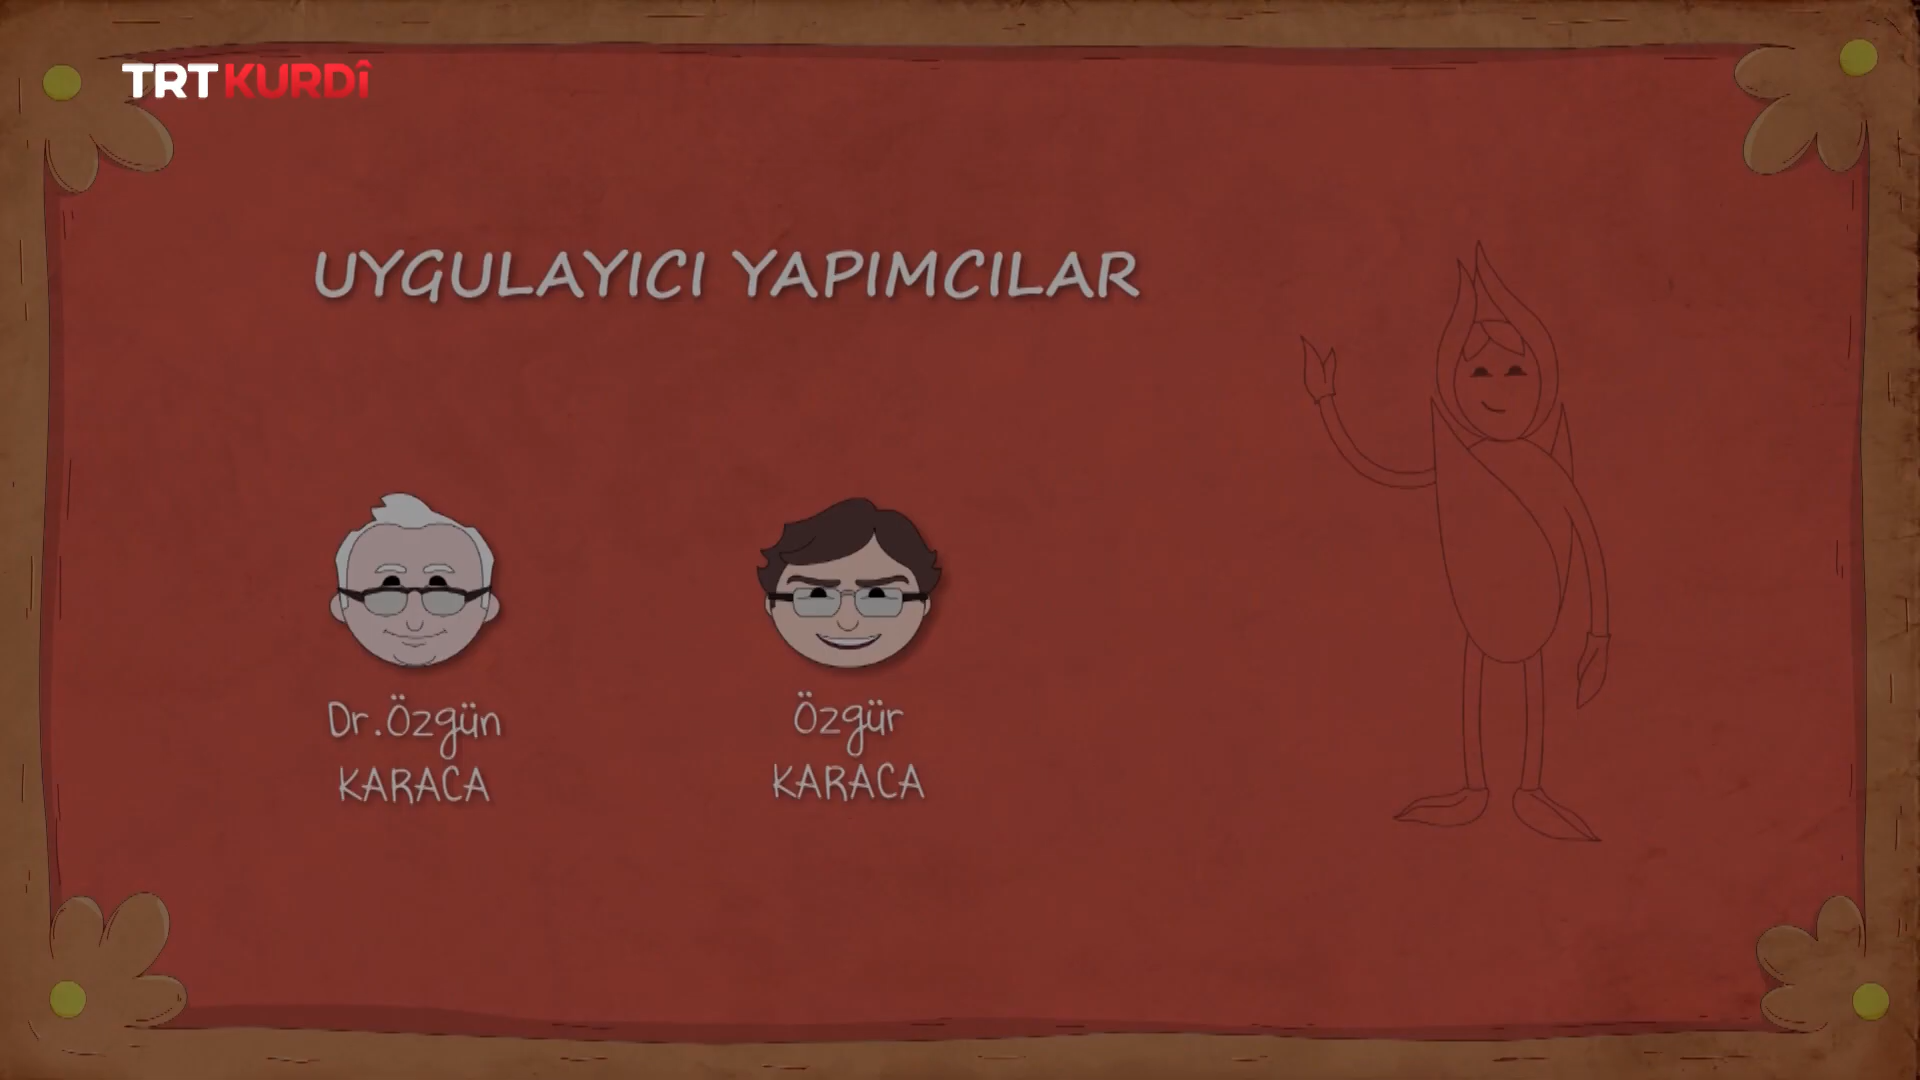 TRT KURDÎ
UYGULAYICI YAPIMCILAR
Dr.Özgün
KARACA
Özgür
KARACA